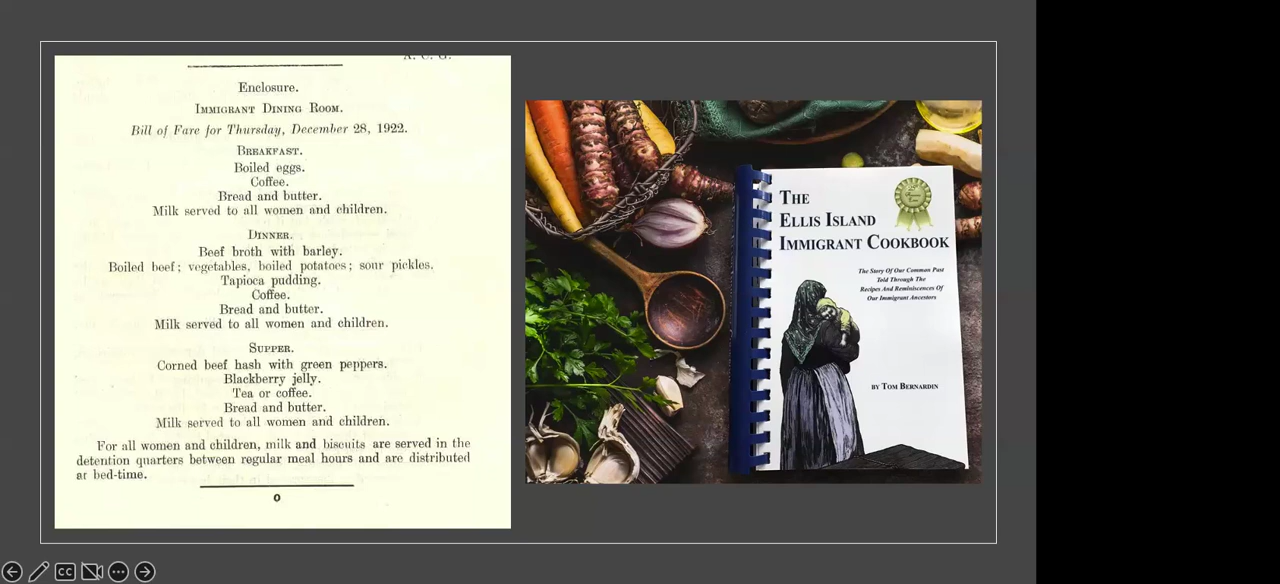 A. C. G.
Enclosure.
Immigrant Dining Room.
Bill of Fare for Thursday, December 28, 1922.
Breakfast.
Boiled eggs.
Coffee.
Bread and butter.
Milk served to all women and children.
Dinner.
Beef broth with barley.
Boiled beef; vegetables, boiled potatoes; sour pickles.
Tapioca pudding.
Coffee.
Bread and butter.
Milk served to all women and children.
Supper.
Corned beef hash with green peppers.
Blackberry jelly.
Tea or coffee.
Bread and butter.
Milk served to all women and children.
For all women and children, milk and biscuits are served in the
detention quarters between regular meal hours and are distributed
at bed-time.
O
The
Ellis Island
Immigrant Cookbook
The Story Of Our Common Past
Told Through The
Recipes And Reminiscences Of
Our Immigrant Ancestors
by Tom Bernardin
CC